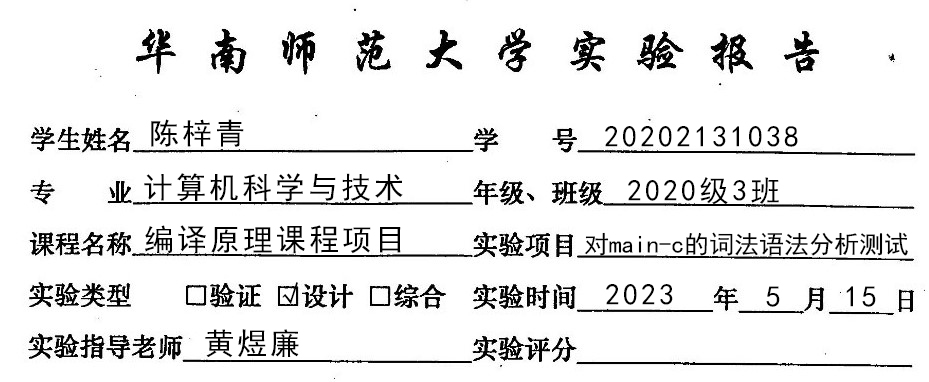 华南师范大学实验报告
学生姓名 陈梓青 学 号 20202131038
专 业 计算机科学与技术 年级、班级 2020级3班
课程名称 编译原理课程项目 实验项目 对main-c的词法语法分析测试
实验类型 □验证 ☑设计 □综合 实验时间 2023 年 5 月 15 日
实验指导老师 黄煜廉 实验评分